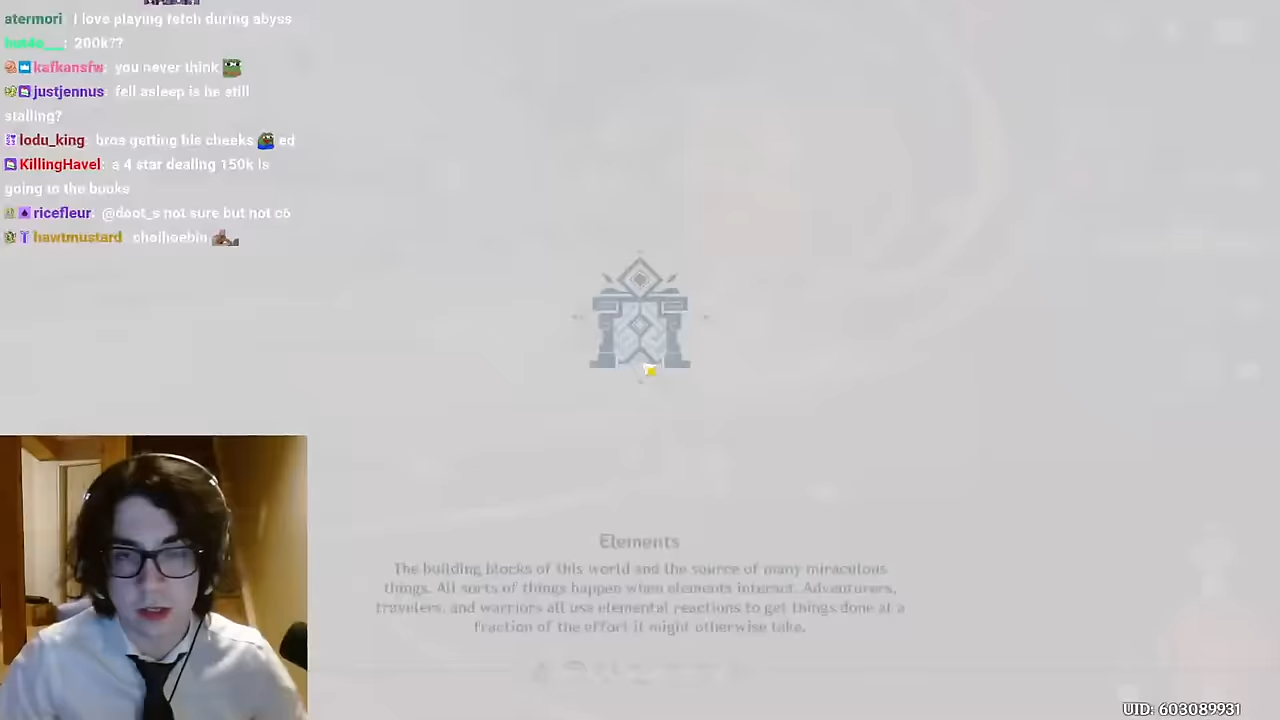 atermori I love playing fetch during abyss
hut4o__: 200k??
kafkansfw: you never think
justjennus: fell asleep is he still
stalling?
lodu_king: bros getting his cheeks ed
KillingHavel: a 4 star dealing 150k is
going to the books
ricefleur: @doot_s not sure but not c6
hawtmustard choihoebin
Elements
The building blocks of this world and the source of many miraculous
things. All sorts of things happen when elements interact. Adventurers,
travelers, and warriors all use elemental reactions to get things done at a
fraction of the effort it might otherwise take.
UID: 603089931